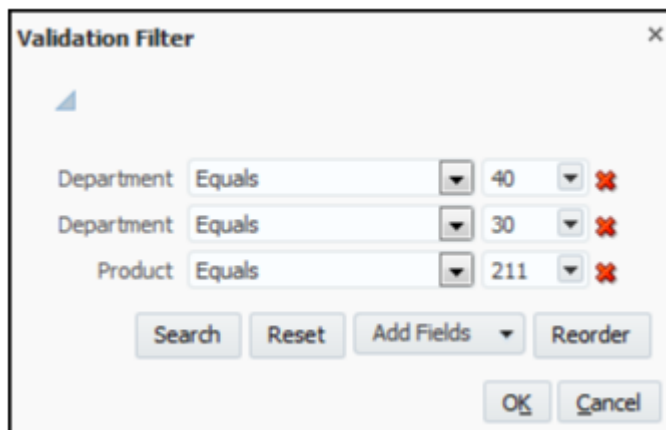 Validation Filter
Department Equals 40
Department Equals 30
Product Equals 211
Search Reset Add Fields Reorder
OK Cancel